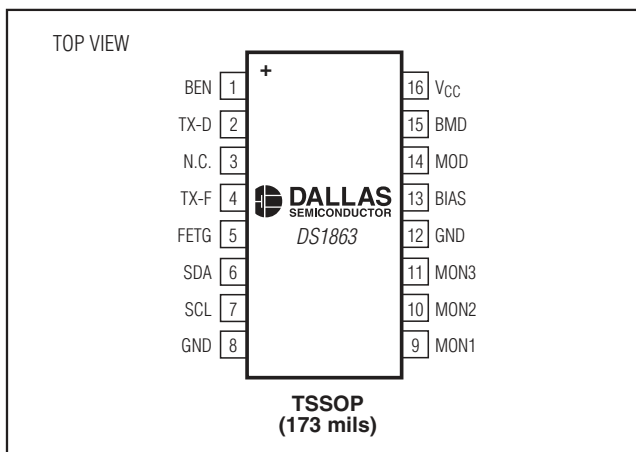 TOP VIEW
+
BEN 1
TX-D 2
N.C. 3
TX-F 4
FETG 5
SDA 6
SCL 7
GND 8
DALLAS
SEMICONDUCTOR
DS1863
16 VCC
15 BMD
14 MOD
13 BIAS
12 GND
11 MON3
10 MON2
9 MON1
TSSOP
(173 mils)